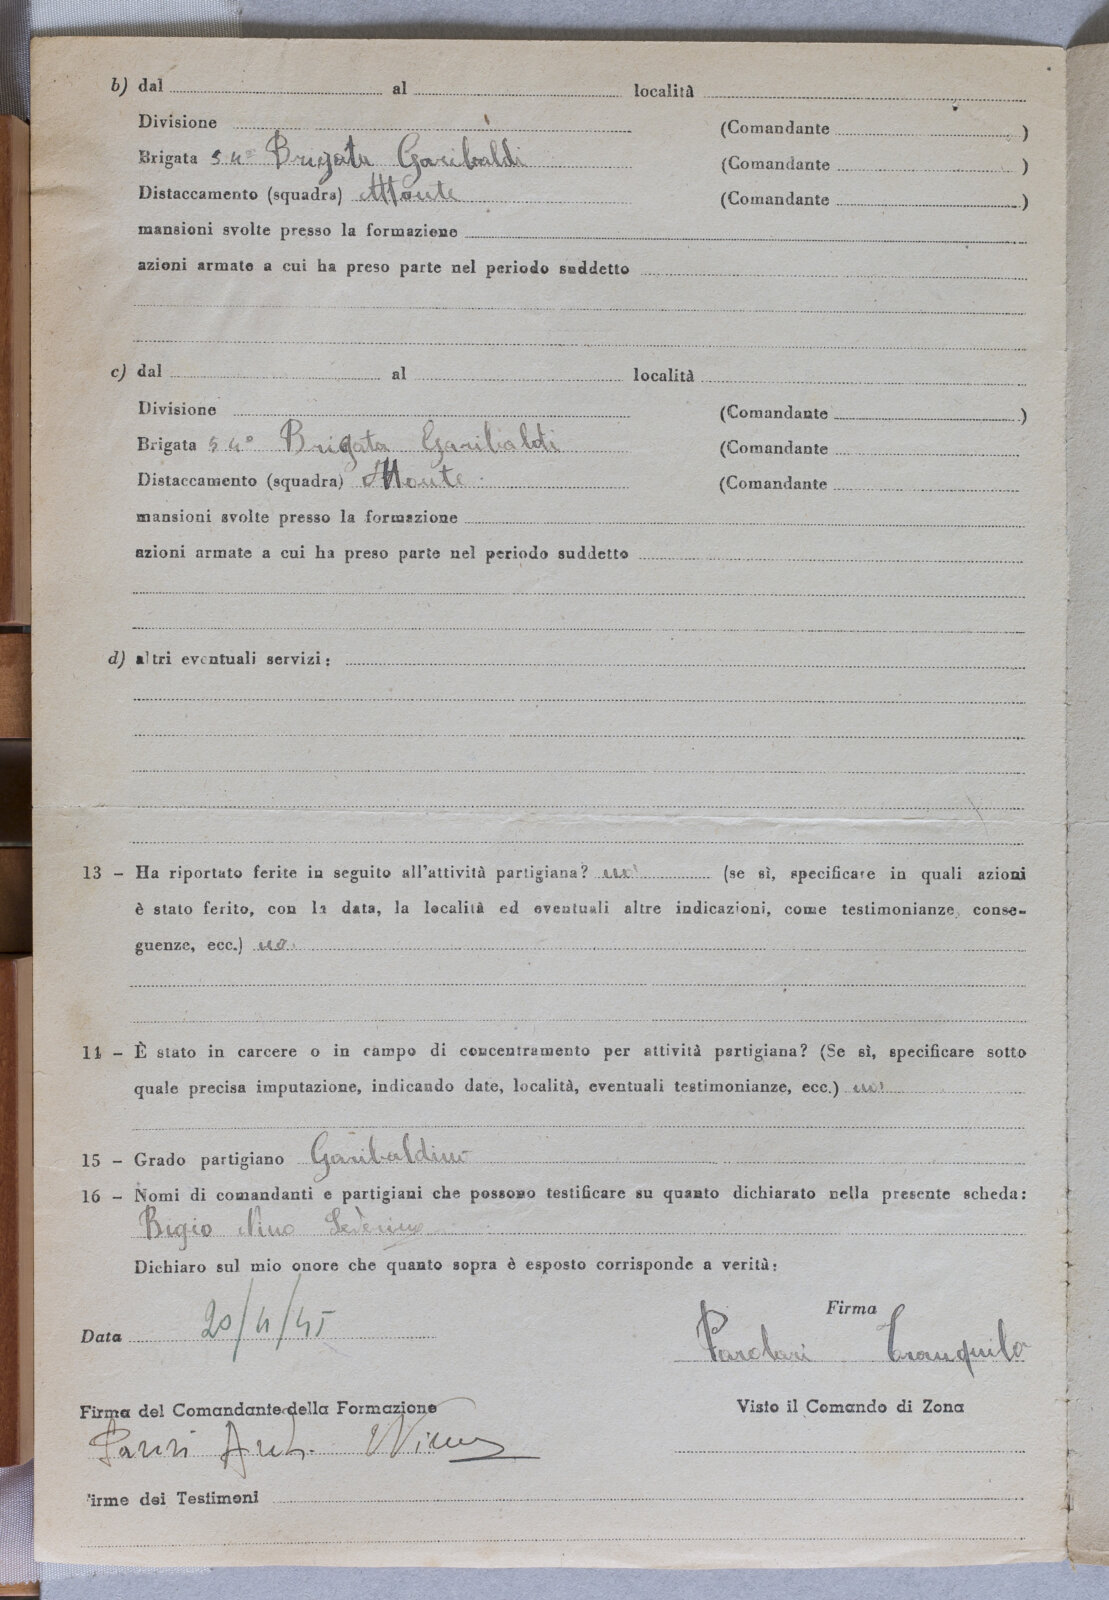 b) dal al località
Divisione (Comandante )
Brigata 54° Brigata Garibaldi (Comandante )
Distaccamento (squadra) Monte (Comandante )
mansioni svolte presso la formazione
azioni armate a cui ha preso parte nel periodo suddetto
c) dal al località
Divisione (Comandante )
Brigata 54° Brigata Garibaldi (Comandante
Distaccamento (squadra) Monte. (Comandante
mansioni svolte presso la formazione
azioni armate a cui ha preso parte nel periodo suddetto
d) altri eventuali servizi:
13 – Ha riportato ferite in seguito all'attività partigiana? no (se sì, specificare in quali azioni
è stato ferito, con la data, la località ed eventuali altre indicazioni, come testimonianze, conse-
guenze, ecc.) no.
14 – È stato in carcere o in campo di concentramento per attività partigiana? (Se sì, specificare sotto
quale precisa imputazione, indicando date, località, eventuali testimonianze, ecc.) no
15 – Grado partigiano Garibaldino
16 – Nomi di comandanti e partigiani che possono testificare su quanto dichiarato nella presente scheda:
Bigio Nino
Dichiaro sul mio onore che quanto sopra è esposto corrisponde a verità:
Firma
Data 20/4/45 Parolari Tranquilo
Firma del Comandante della Formazione Visto il Comando di Zona
Nino
Firme dei Testimoni